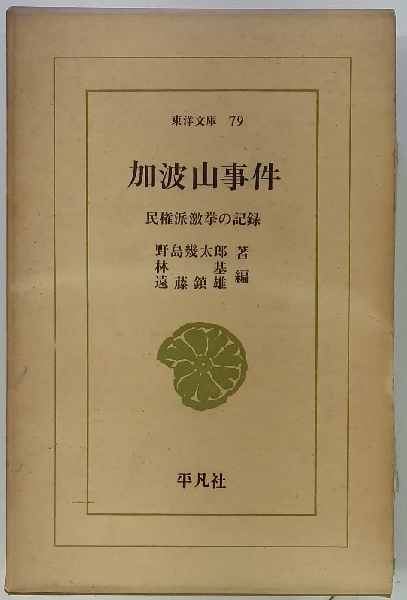 東洋文庫 79
加波山事件
民権派激挙の記録
野島幾太郎 著
林 基
遠藤鎮雄 編
平凡社